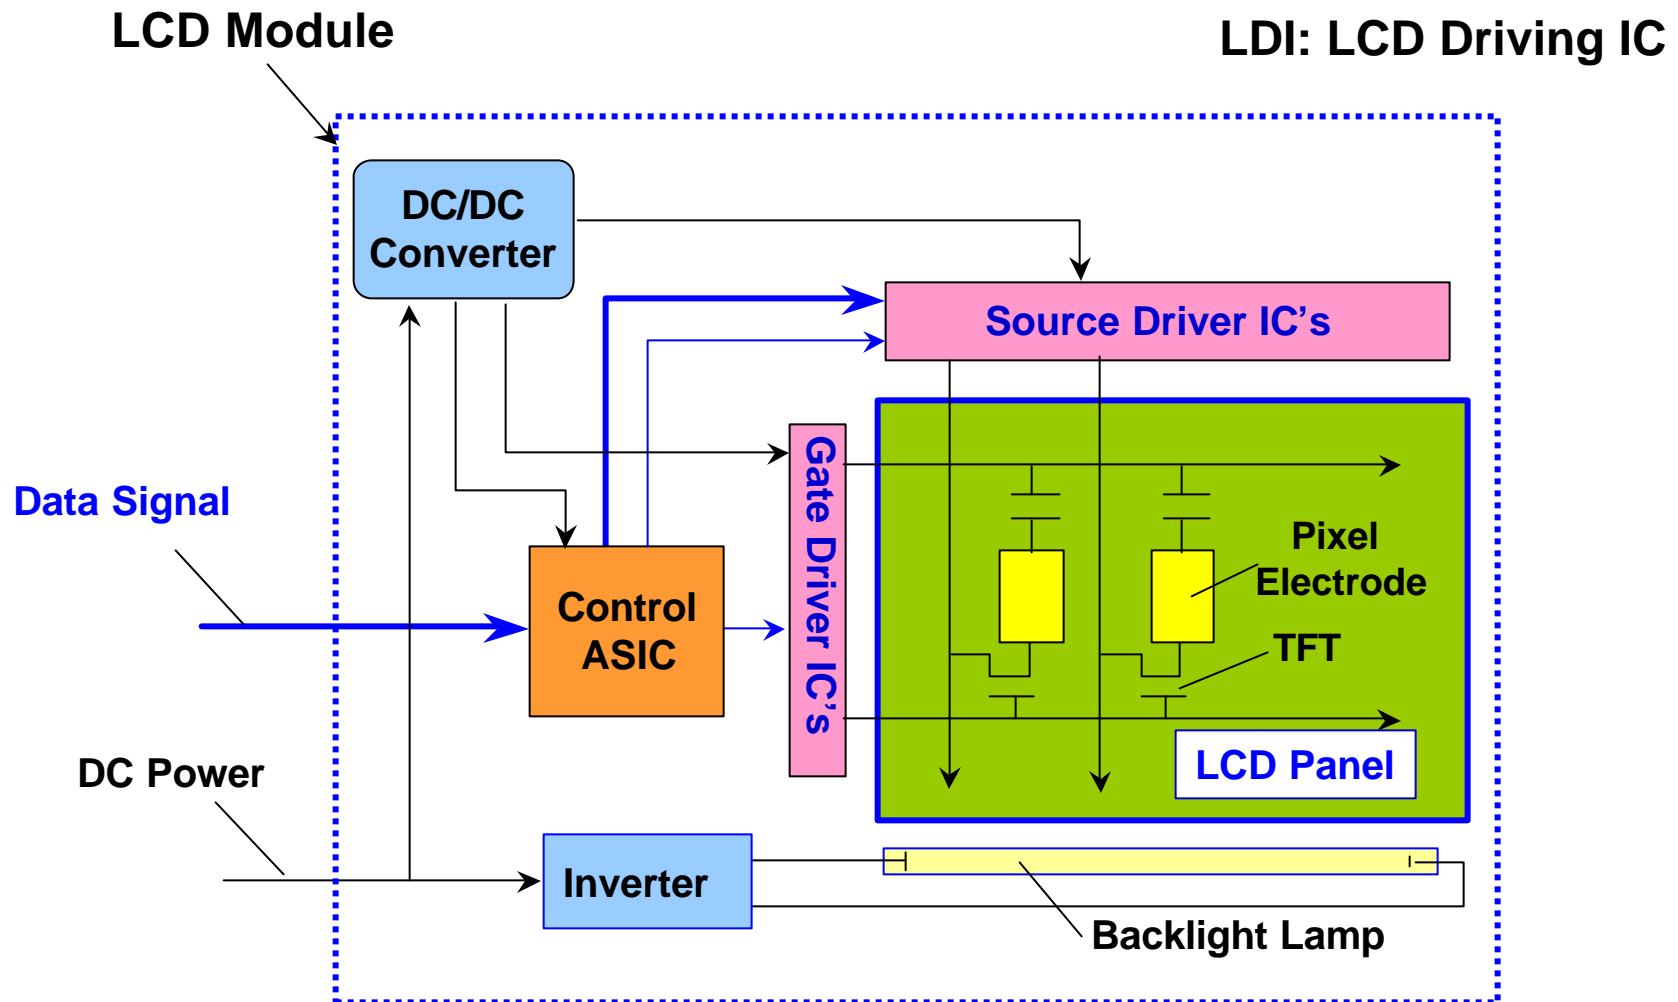 LCD Module
LDI: LCD Driving IC
DC/DC
Converter
Source Driver IC’s
Gate Driver IC’s
Data Signal
Pixel
Electrode
Control
ASIC
TFT
LCD Panel
DC Power
Inverter
Backlight Lamp